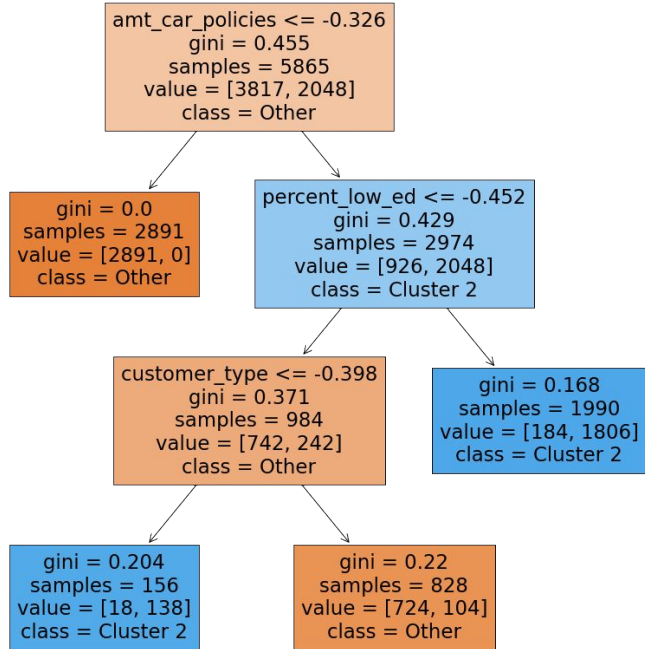 amt_car_policies <= -0.326
gini = 0.455
samples = 5865
value = [3817, 2048]
class = Other
gini = 0.0
samples = 2891
value = [2891, 0]
class = Other
percent_low_ed <= -0.452
gini = 0.429
samples = 2974
value = [926, 2048]
class = Cluster 2
customer_type <= -0.398
gini = 0.371
samples = 984
value = [742, 242]
class = Other
gini = 0.168
samples = 1990
value = [184, 1806]
class = Cluster 2
gini = 0.204
samples = 156
value = [18, 138]
class = Cluster 2
gini = 0.22
samples = 828
value = [724, 104]
class = Other